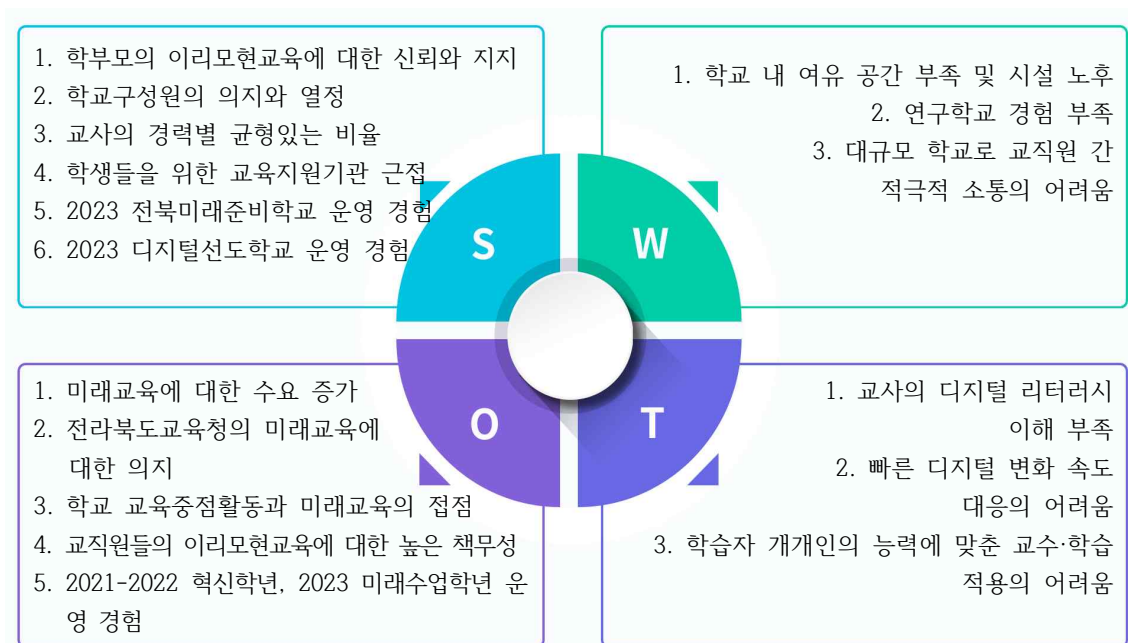 1. 학부모의 이리모현교육에 대한 신뢰와 지지
2. 학교구성원의 의지와 열정
3. 교사의 경력별 균형있는 비율
4. 학생들을 위한 교육지원기관 근접
5. 2023 전북미래준비학교 운영 경험
6. 2023 디지털선도학교 운영 경험
S
1. 학교 내 여유 공간 부족 및 시설 노후
2. 연구학교 경험 부족
3. 대규모 학교로 교직원 간
적극적 소통의 어려움
W
1. 미래교육에 대한 수요 증가
2. 전라북도교육청의 미래교육에
대한 의지
3. 학교 교육중점활동과 미래교육의 접점
4. 교직원들의 이리모현교육에 대한 높은 책무성
5. 2021-2022 혁신학년, 2023 미래수업학년 운
영 경험
O
1. 교사의 디지털 리터러시
이해 부족
2. 빠른 디지털 변화 속도
대응의 어려움
3. 학습자 개개인의 능력에 맞춘 교수·학습
적용의 어려움
T